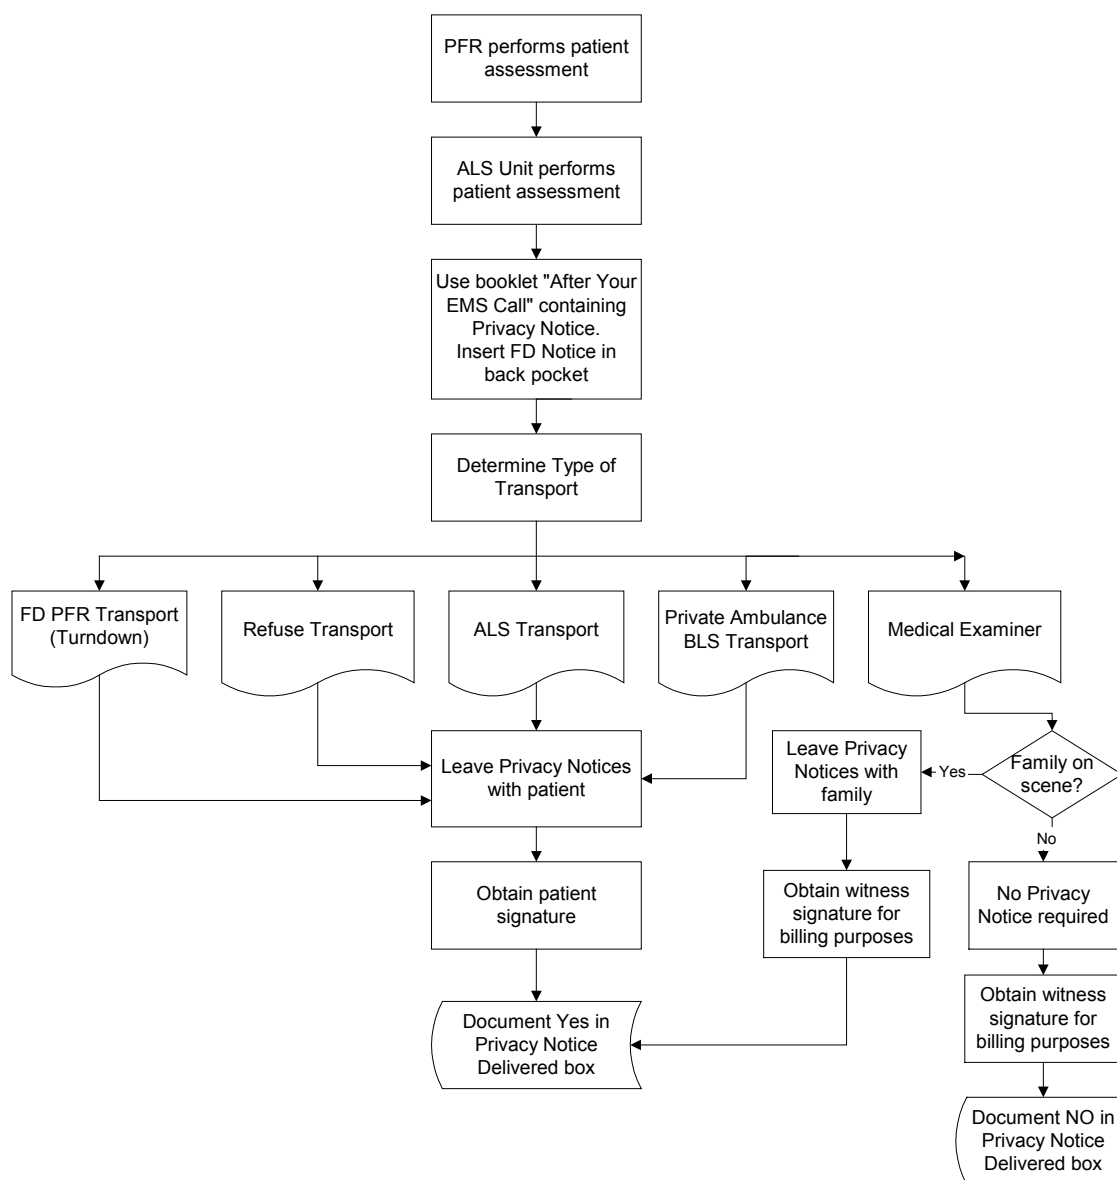 PFR performs patient
assessment
ALS Unit performs
patient assessment
Use booklet "After Your
EMS Call" containing
Privacy Notice.
Insert FD Notice in
back pocket
Determine Type of
Transport
FD PFR Transport
(Turndown)
Refuse Transport
ALS Transport
Private Ambulance
BLS Transport
Medical Examiner
Leave Privacy Notices
with patient
Leave Privacy
Notices with
family
Yes
Family on
scene?
No
Obtain patient
signature
Obtain witness
signature for
billing purposes
No Privacy
Notice required
Document Yes in
Privacy Notice
Delivered box
Obtain witness
signature for
billing purposes
Document NO in
Privacy Notice
Delivered box